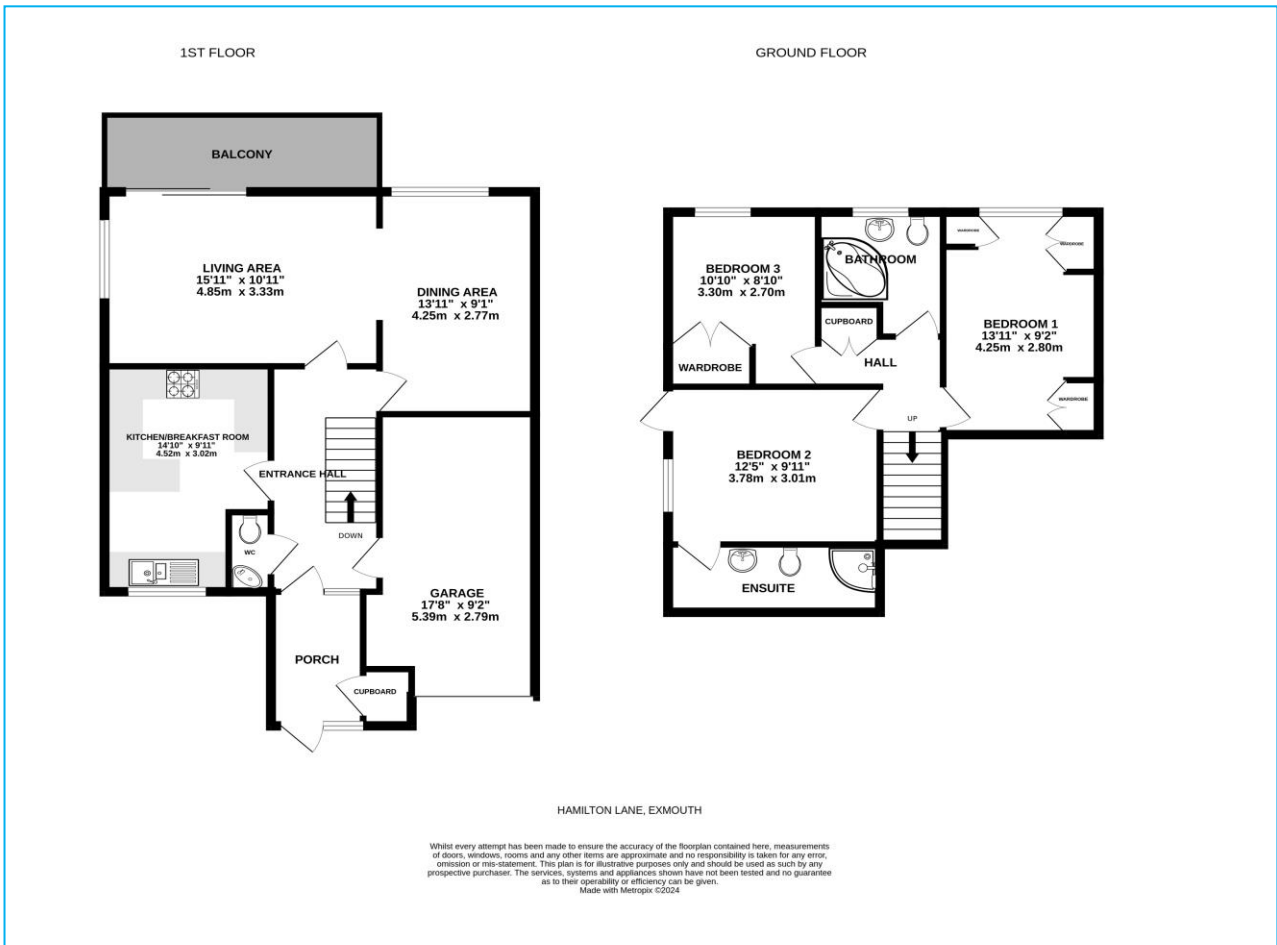 1ST FLOOR
BALCONY
LIVING AREA
15'11" x 10'11"
4.85m x 3.33m
DINING AREA
13'11" x 9'1"
4.25m x 2.77m
KITCHEN/BREAKFAST ROOM
14'10" x 9'11"
4.52m x 3.02m
ENTRANCE HALL
DOWN
WC
GARAGE
17'8" x 9'2"
5.39m x 2.79m
PORCH
CUPBOARD
GROUND FLOOR
BEDROOM 3
10'10" x 8'10"
3.30m x 2.70m
WARDROBE
BATHROOM
CUPBOARD
HALL
WARDROBE
WARDROBE
BEDROOM 1
13'11" x 9'2"
4.25m x 2.80m
WARDROBE
UP
BEDROOM 2
12'5" x 9'11"
3.78m x 3.01m
ENSUITE
HAMILTON LANE, EXMOUTH
Whilst every attempt has been made to ensure the accuracy of the floorplan contained here, measurements
of doors, windows, rooms and any other items are approximate and no responsibility is taken for any error,
omission or mis-statement. This plan is for illustrative purposes only and should be used as such by any
prospective purchaser. The services, systems and appliances shown have not been tested and no guarantee
as to their operability or efficiency can be given.
Made with Metropix ©2024